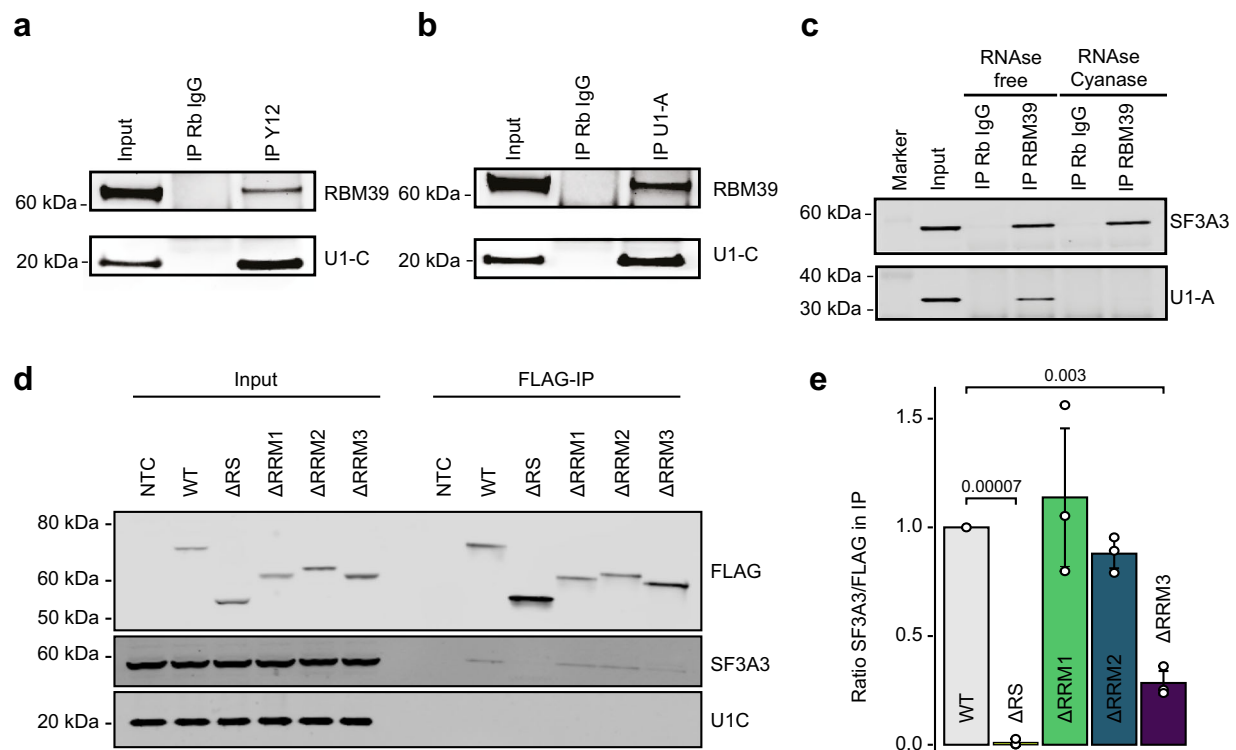 a
Input
IP Rb IgG
IP Y12
60 kDa
RBM39
20 kDa
U1-C
b
Input
IP Rb IgG
IP U1-A
60 kDa
RBM39
20 kDa
U1-C
c
RNAse free
RNAse Cyanase
Marker
Input
IP Rb IgG
IP RBM39
IP Rb IgG
IP RBM39
60 kDa
SF3A3
40 kDa
30 kDa
U1-A
d
Input
FLAG-IP
NTC
WT
ΔRS
ΔRRM1
ΔRRM2
ΔRRM3
NTC
WT
ΔRS
ΔRRM1
ΔRRM2
ΔRRM3
80 kDa
60 kDa
50 kDa
FLAG
60 kDa
SF3A3
20 kDa
U1C
e
Ratio SF3A3/FLAG in IP
1.5
1.0
0.5
0.0
0.003
0.00007
WT
ΔRS
ΔRRM1
ΔRRM2
ΔRRM3